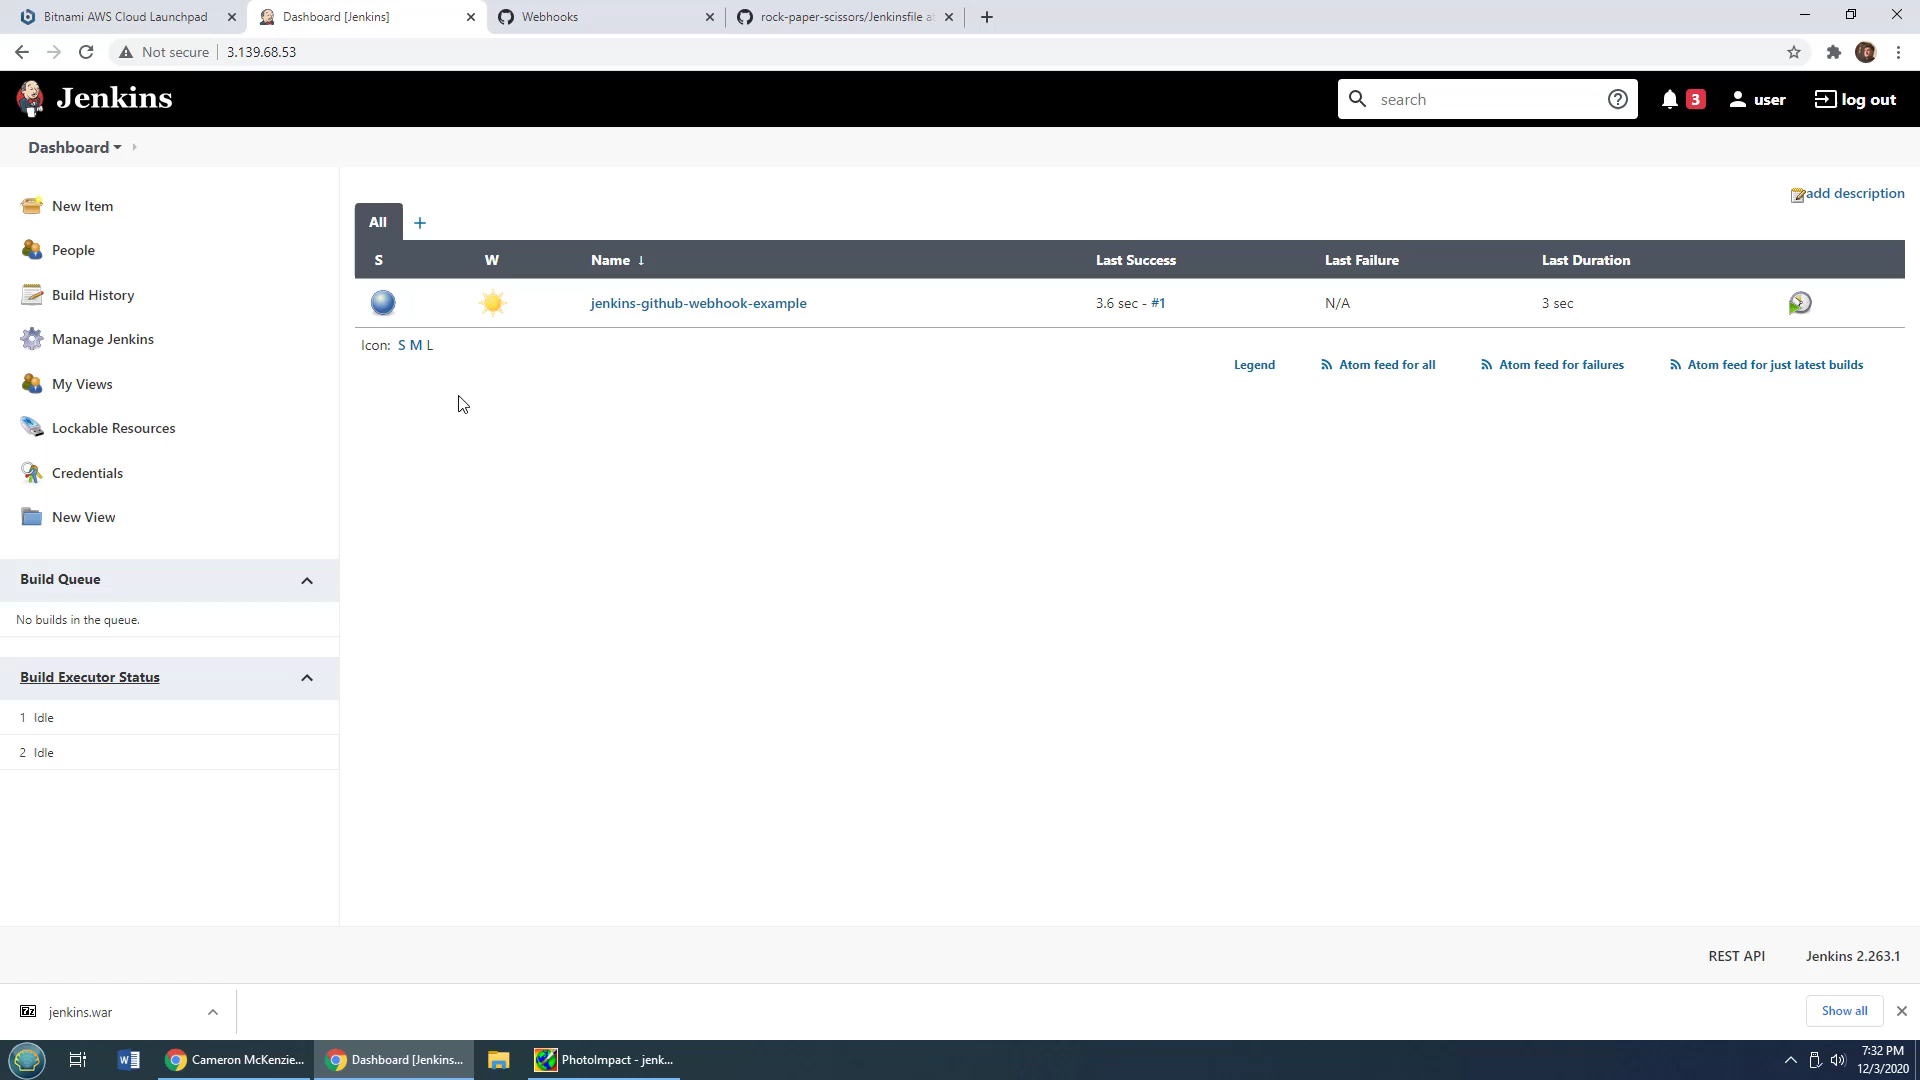 Bitnami AWS Cloud Launchpad
Dashboard [Jenkins]
Webhooks
rock-paper-scissors/Jenkinsfile a
Not secure
3.139.68.53
Jenkins
search
3
user
log out
Dashboard
New Item
People
Build History
Manage Jenkins
My Views
Lockable Resources
Credentials
New View
Build Queue
No builds in the queue.
Build Executor Status
1 Idle
2 Idle
add description
All +
S W Name ↓ Last Success Last Failure Last Duration
jenkins-github-webhook-example 3.6 sec - #1 N/A 3 sec
Icon: S M L
Legend Atom feed for all Atom feed for failures Atom feed for just latest builds
REST API Jenkins 2.263.1
7z
jenkins.war
Show all
Cameron McKenzie...
Dashboard [Jenkins...
PhotoImpact - jenk...
7:32 PM
12/3/2020